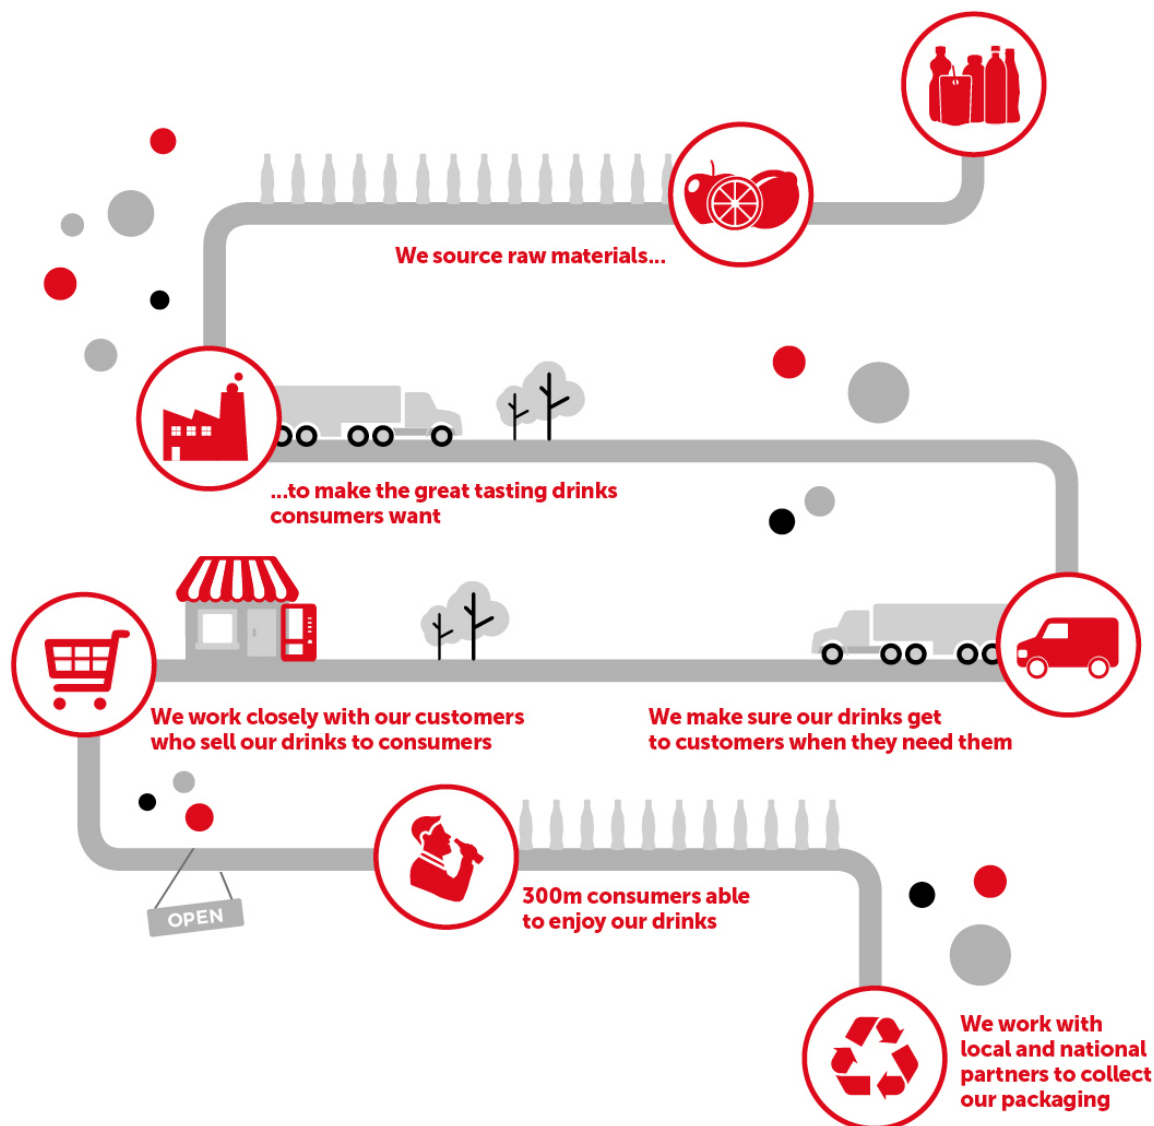 We source raw materials...
...to make the great tasting drinks
consumers want
We work closely with our customers
who sell our drinks to consumers
We make sure our drinks get
to customers when they need them
OPEN
300m consumers able
to enjoy our drinks
We work with
local and national
partners to collect
our packaging